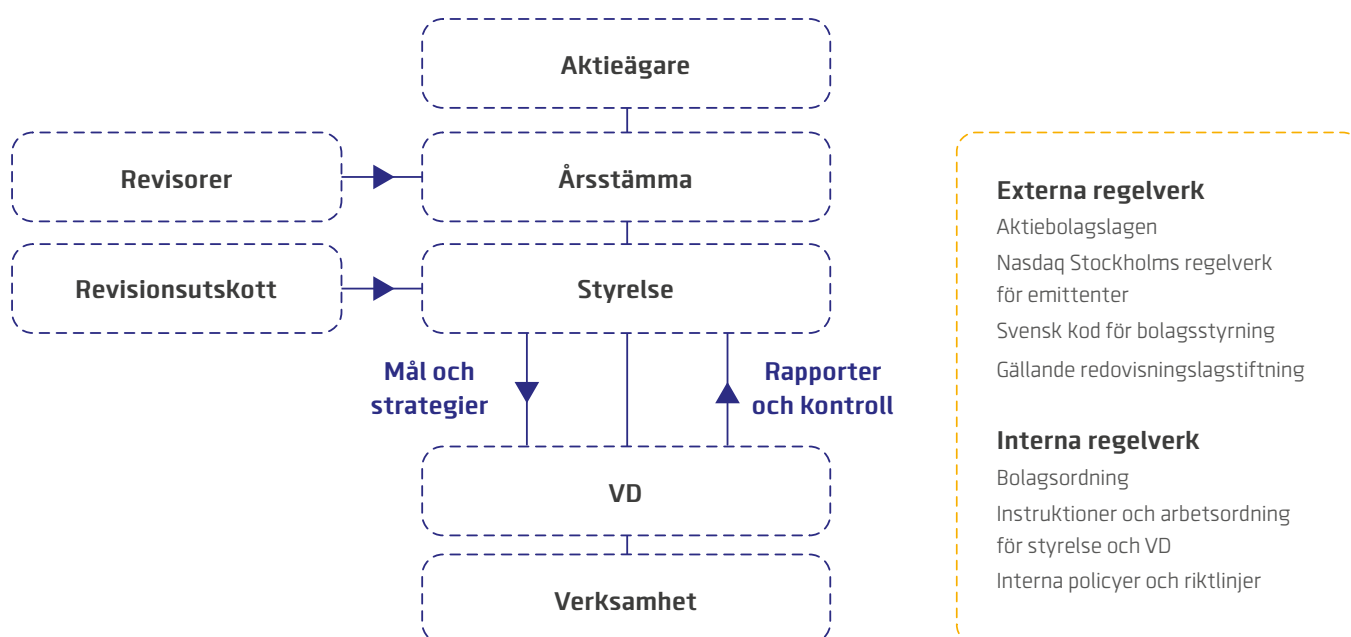 Aktieägare
Revisorer
Årsstämma
Revisionsutskott
Styrelse
Mål och
strategier
Rapporter
och kontroll
VD
Verksamhet
Externa regelverk
Aktiebolagslagen
Nasdaq Stockholms regelverk
för emittenter
Svensk kod för bolagsstyrning
Gällande redovisningslagstiftning
Interna regelverk
Bolagsordning
Instruktioner och arbetsordning
för styrelse och VD
Interna policyer och riktlinjer